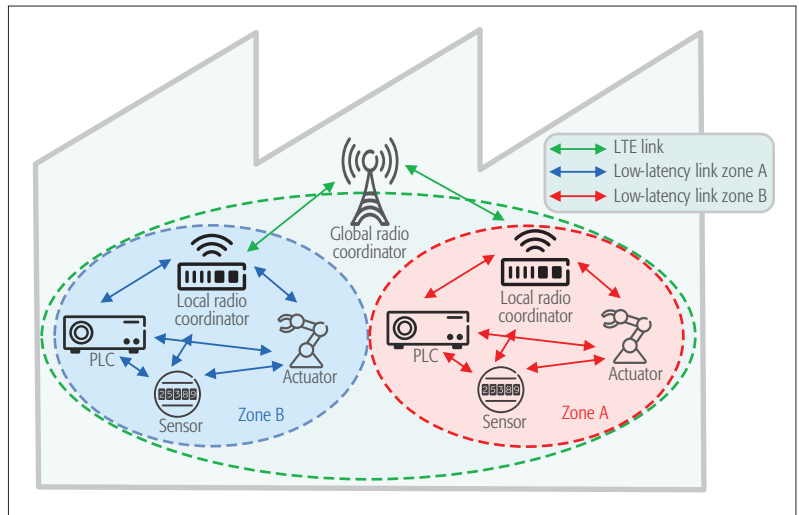 LTE link
Low-latency link zone A
Low-latency link zone B
Global radio
coordinator
Local radio
coordinator
PLC
Actuator
25389
Sensor
Zone B
Local radio
coordinator
PLC
Actuator
25389
Sensor
Zone A